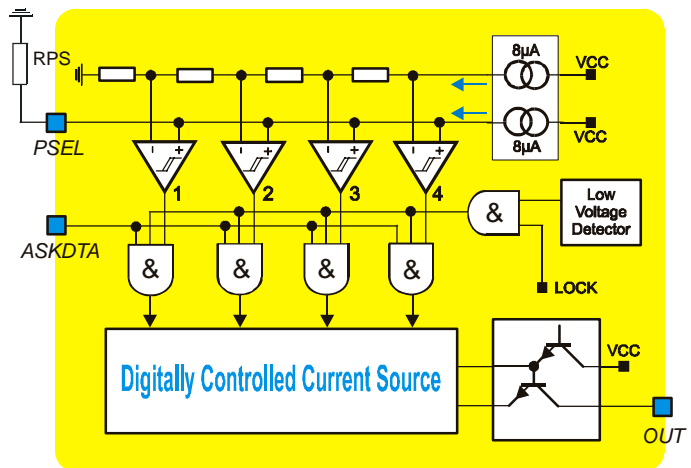 RPS
8µA
VCC
VCC
8µA
PSEL
- +
- +
- +
- +
1
2
3
4
ASKDTA
&
Low
Voltage
Detector
&
&
&
&
LOCK
Digitally Controlled Current Source
VCC
OUT